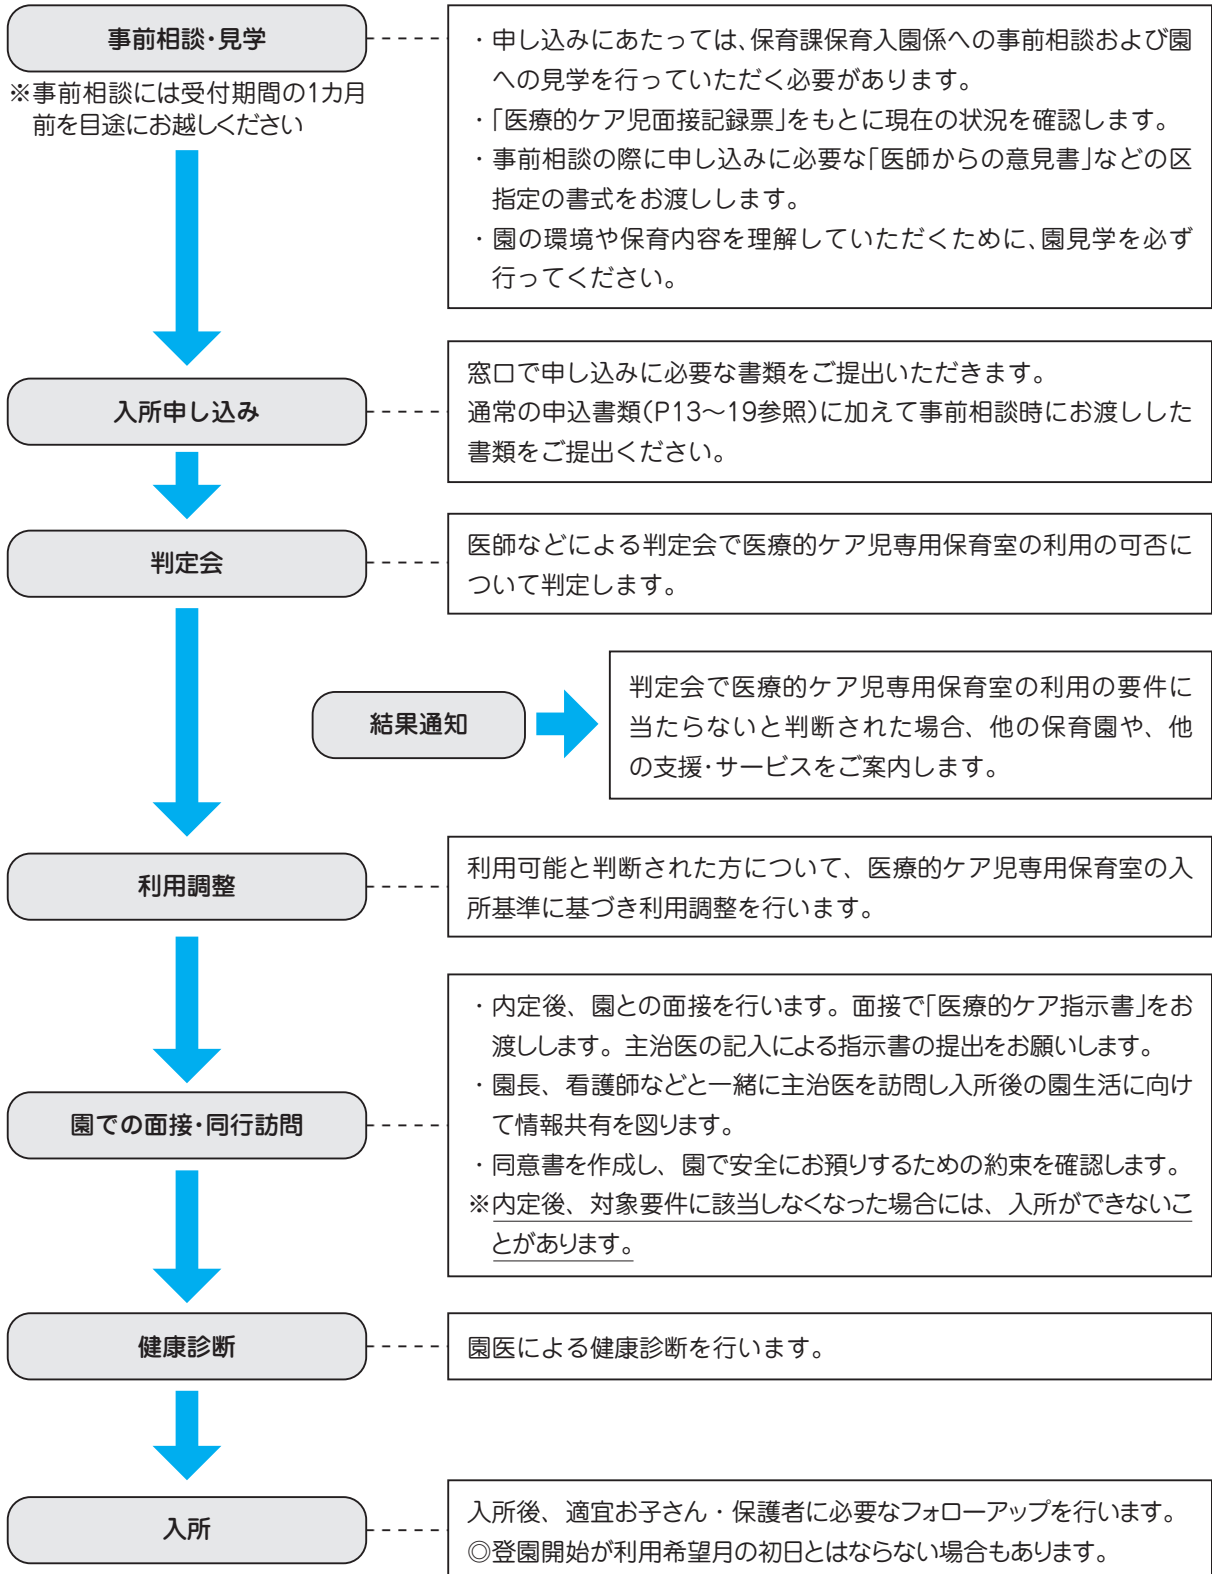 事前相談・見学
※事前相談には受付期間の1カ月
前を目途にお越しください
・申し込みにあたっては、保育課保育入園係への事前相談および園
への見学を行っていただく必要があります。
・「医療的ケア児面接記録票」をもとに現在の状況を確認します。
・事前相談の際に申し込みに必要な「医師からの意見書」などの区
指定の書式をお渡しします。
・園の環境や保育内容を理解していただくために、園見学を必ず
行ってください。
入所申し込み
窓口で申し込みに必要な書類をご提出いただきます。
通常の申込書類(P13〜19参照)に加えて事前相談時にお渡しした
書類をご提出ください。
判定会
医師などによる判定会で医療的ケア児専用保育室の利用の可否に
ついて判定します。
結果通知
判定会で医療的ケア児専用保育室の利用の要件に
当たらないと判断された場合、他の保育園や、他
の支援・サービスをご案内します。
利用調整
利用可能と判断された方について、医療的ケア児専用保育室の入
所基準に基づき利用調整を行います。
園での面接・同行訪問
・内定後、園との面接を行います。面接で「医療的ケア指示書」をお
渡しします。主治医の記入による指示書の提出をお願いします。
・園長、看護師などと一緒に主治医を訪問し入所後の園生活に向け
て情報共有を図ります。
・同意書を作成し、園で安全にお預りするための約束を確認します。
※内定後、対象要件に該当しなくなった場合には、入所ができないこ
とがあります。
健康診断
園医による健康診断を行います。
入所
入所後、適宜お子さん・保護者に必要なフォローアップを行います。
◎登園開始が利用希望月の初日とはならない場合もあります。